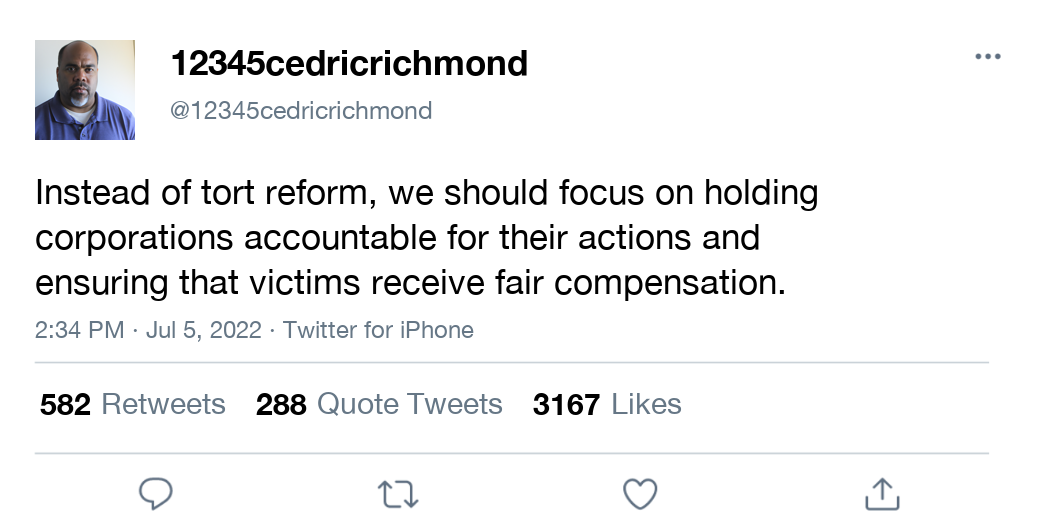 12345cedricrichmond
@12345cedricrichmond
Instead of tort reform, we should focus on holding
corporations accountable for their actions and
ensuring that victims receive fair compensation.
2:34 PM · Jul 5, 2022 · Twitter for iPhone
582 Retweets 288 Quote Tweets 3167 Likes